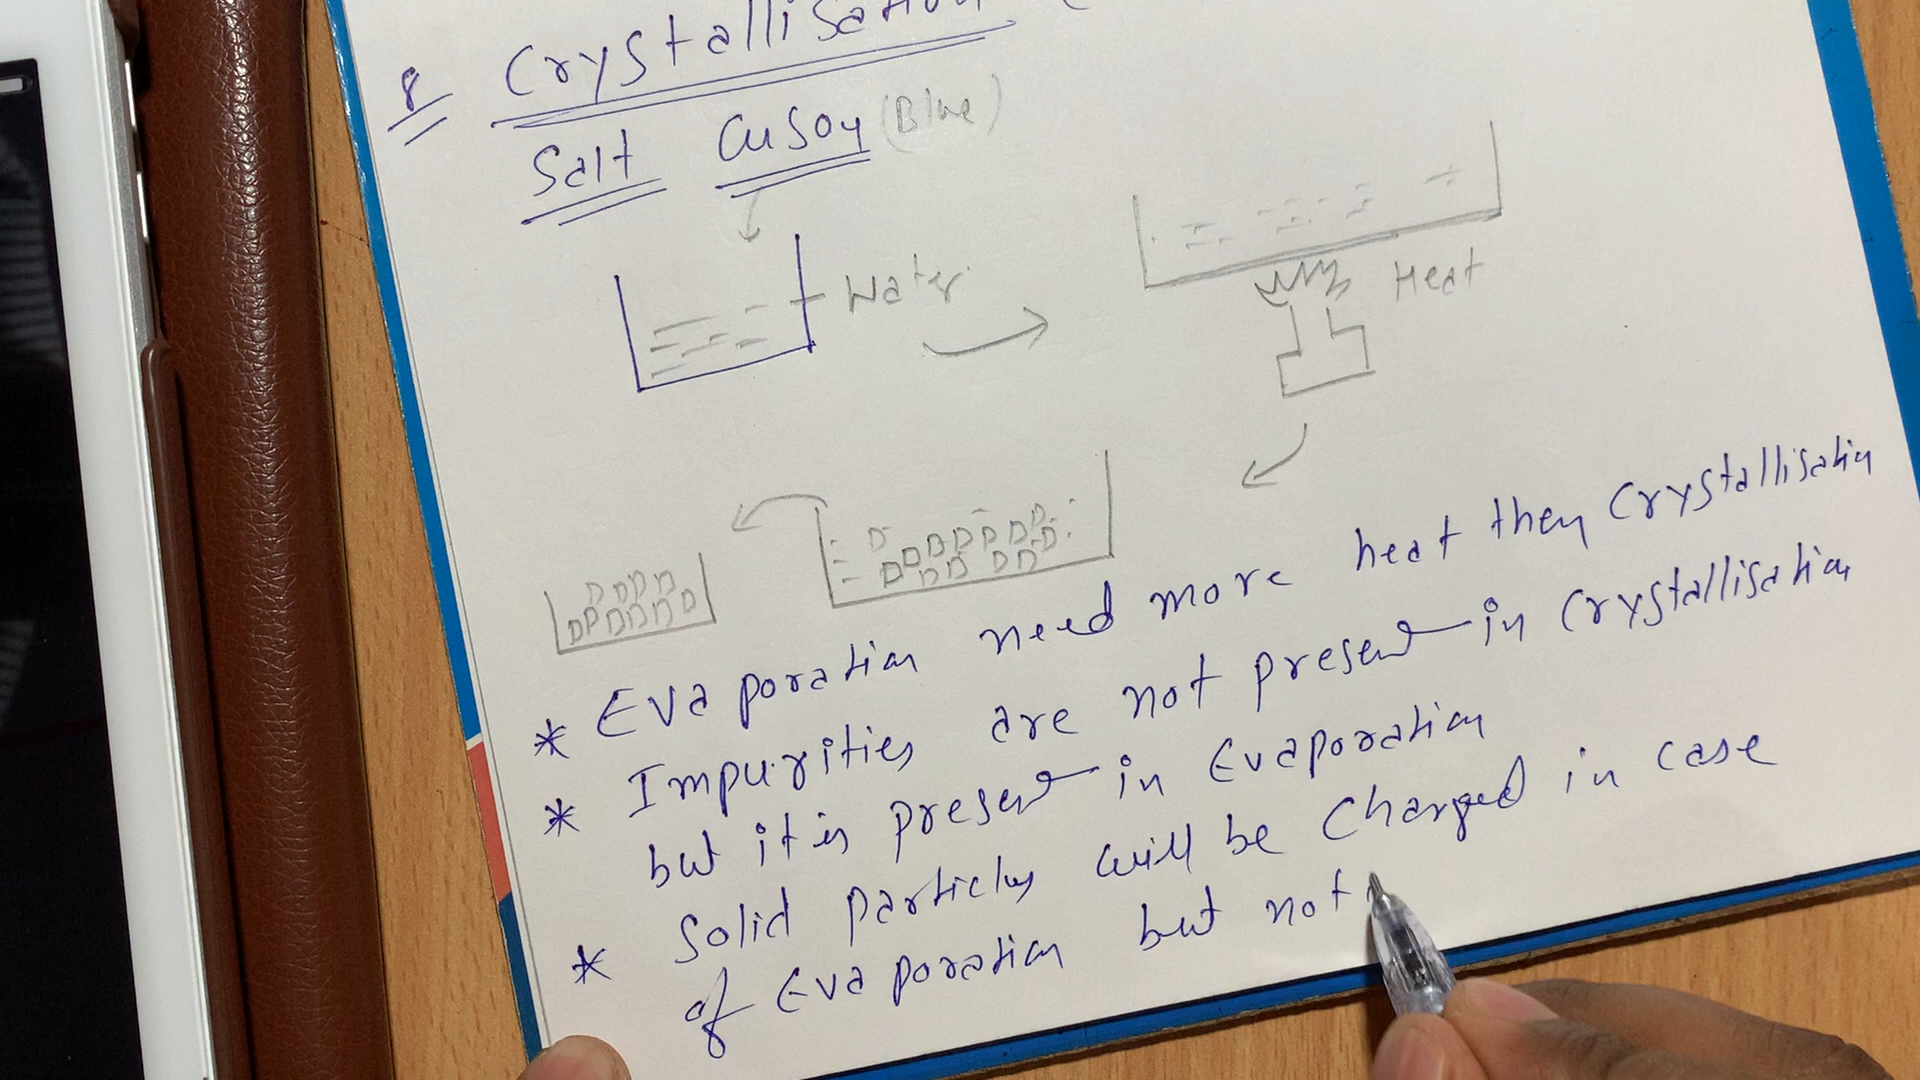 8 Crystallisation
Salt CuSO4 (Blue)
Water
Heat
* Evaporation need more heat then Crystallisation
* Impurities are not present in Crystallisation
but it is present in Evaporation
* Solid particles will be Charged in case
of Evaporation but not